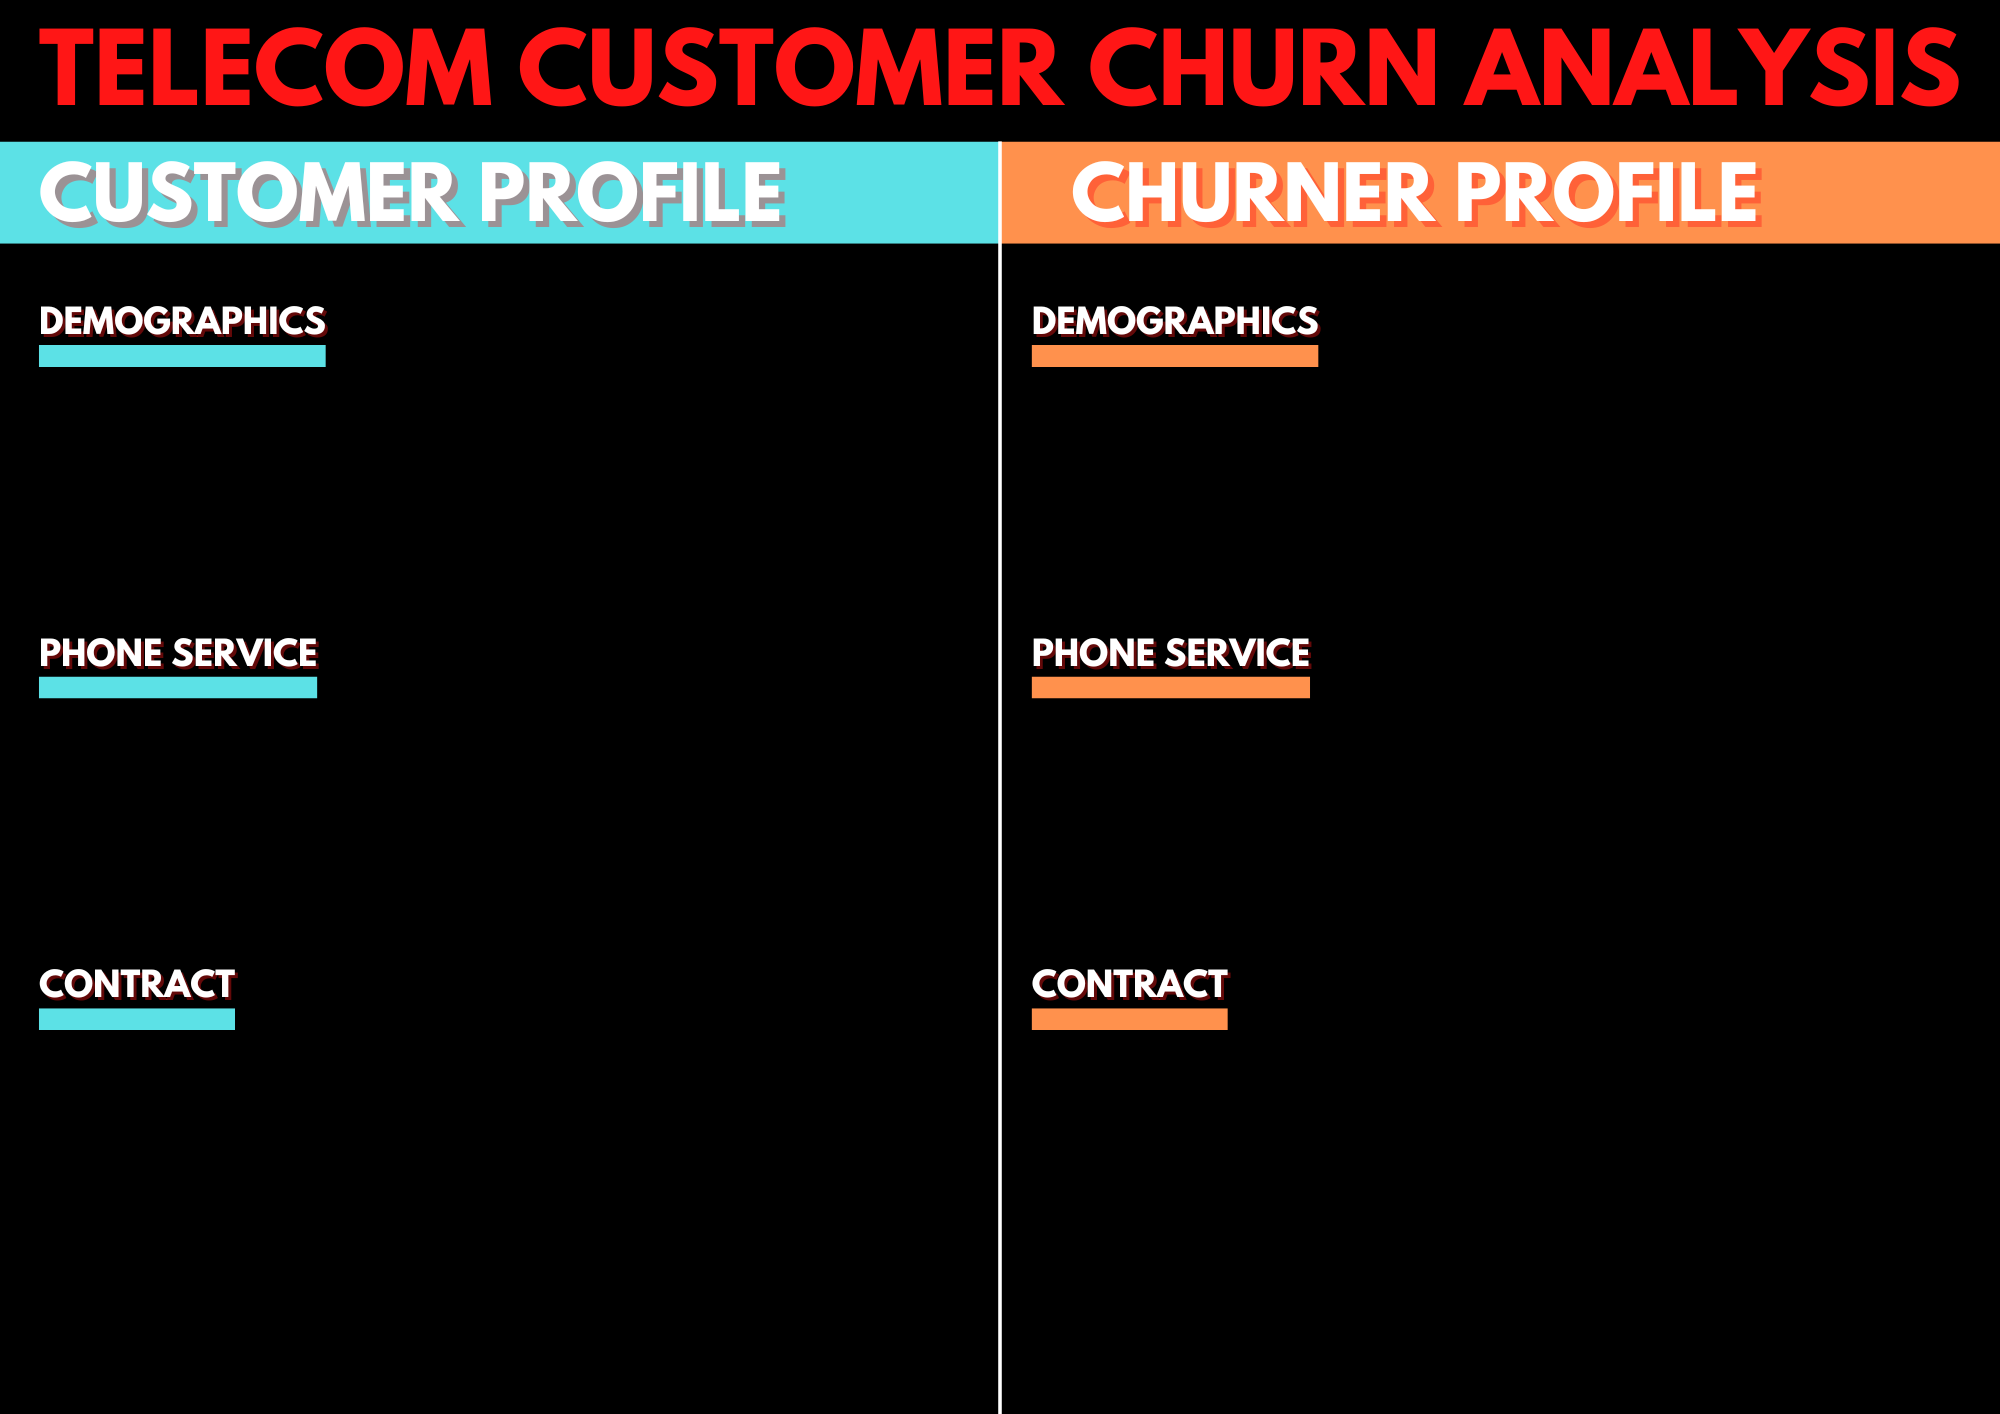 TELECOM CUSTOMER CHURN ANALYSIS
CUSTOMER PROFILE
DEMOGRAPHICS
PHONE SERVICE
CONTRACT
CHURNER PROFILE
DEMOGRAPHICS
PHONE SERVICE
CONTRACT